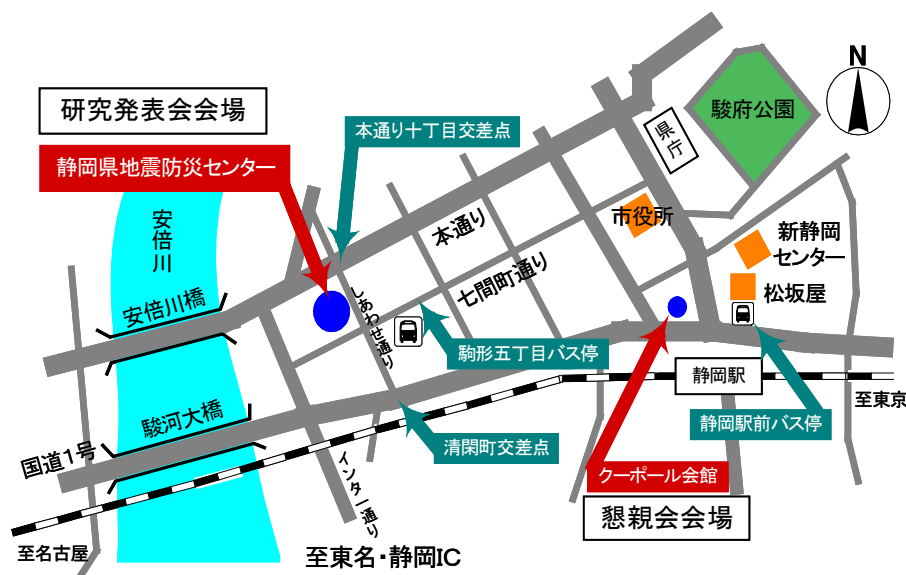 N
研究発表会会場
本通り十丁目交差点
静岡県地震防災センター
駿府公園
県庁
市役所
安倍川
本通り
新静岡
センター
七間町通り
松坂屋
安倍川橋
しあわせ通り
駒形五丁目バス停
静岡駅
至東京
駿河大橋
静岡駅前バス停
国道1号
清閑町交差点
インター通り
クーポール会館
懇親会会場
至名古屋
至東名・静岡IC